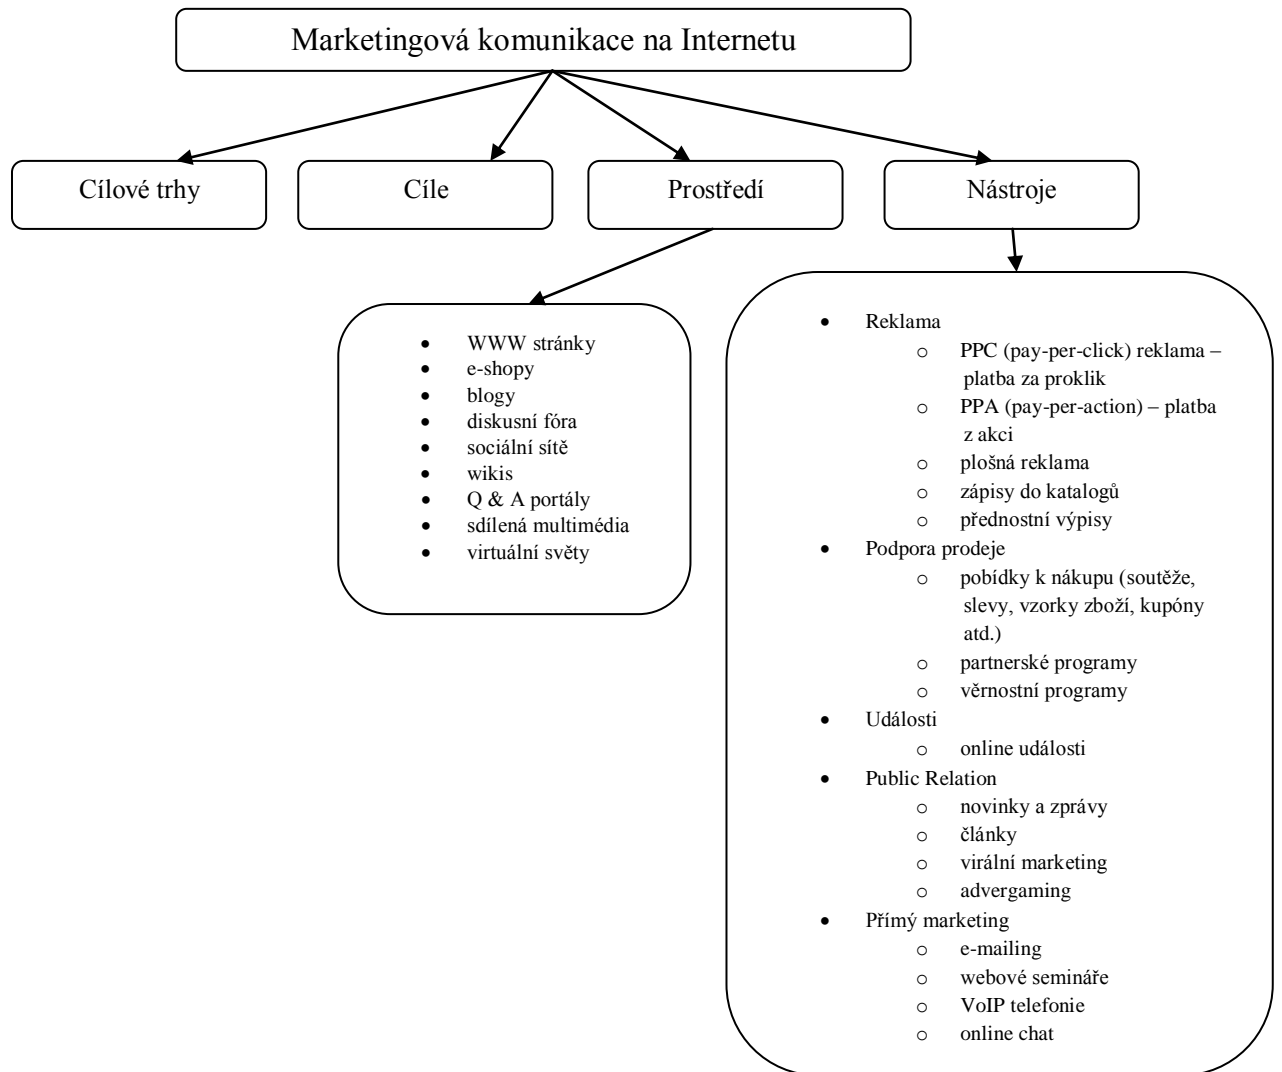 Marketingová komunikace na Internetu
Cílové trhy
Cíle
Prostředí
Nástroje
• WWW stránky
• e-shopy
• blogy
• diskusní fóra
• sociální sítě
• wikis
• Q & A portály
• sdílená multimédia
• virtuální světy
• Reklama
o PPC (pay-per-click) reklama –
platba za proklik
o PPA (pay-per-action) – platba
z akci
o plošná reklama
o zápisy do katalogů
o přednostní výpisy
• Podpora prodeje
o pobídky k nákupu (soutěže,
slevy, vzorky zboží, kupóny
atd.)
o partnerské programy
o věrnostní programy
• Události
o online události
• Public Relation
o novinky a zprávy
o články
o virální marketing
o advergaming
• Přímý marketing
o e-mailing
o webové semináře
o VoIP telefonie
o online chat